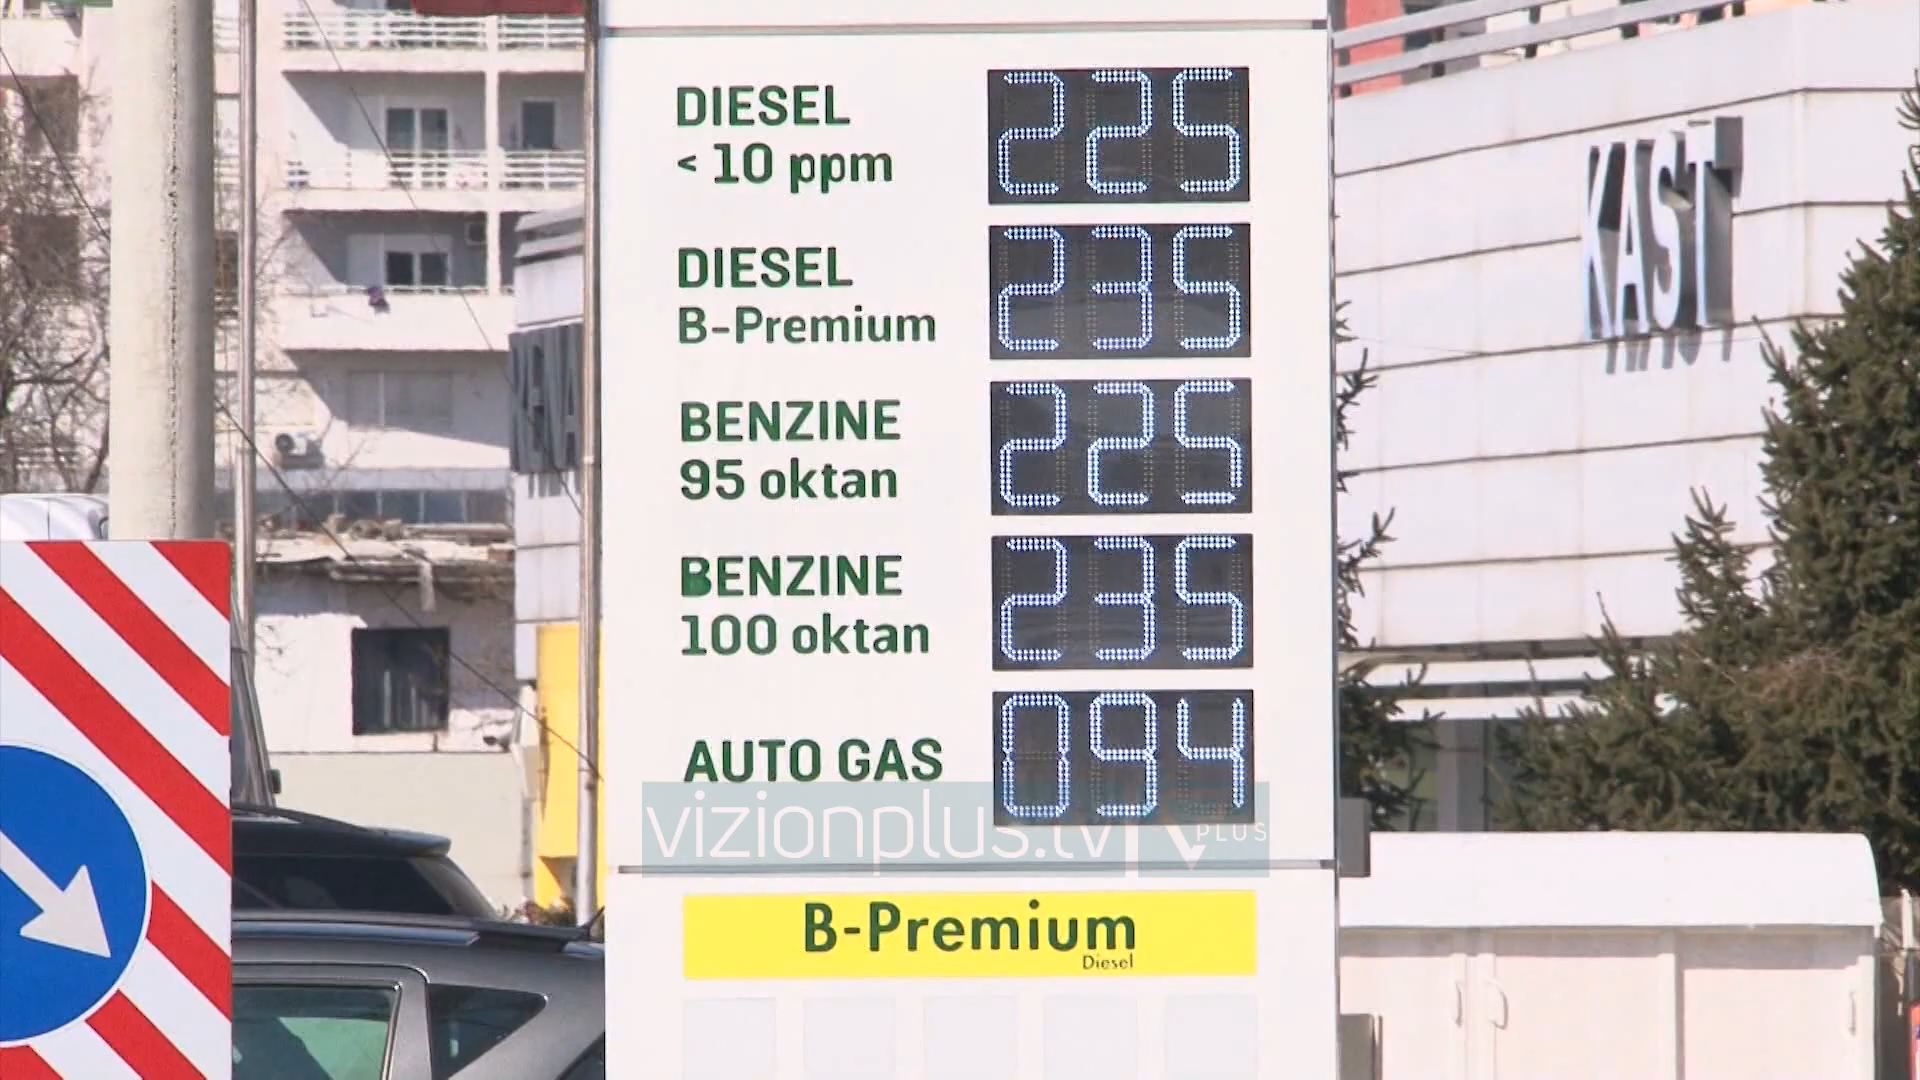 DIESEL
< 10 ppm
225
DIESEL
B-Premium
235
BENZINE
95 oktan
225
BENZINE
100 oktan
235
AUTO GAS
094
vizionplus.tv
PLUS
B-Premium
Diesel
KAST